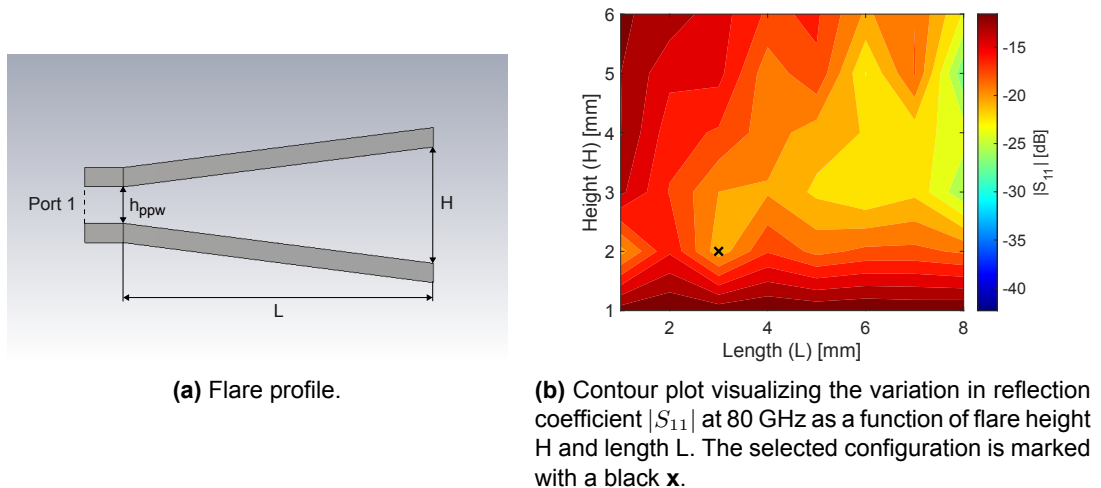 Port 1
h_ppw
H
L
(a) Flare profile.
6
5
4
3
2
1
Height (H) [mm]
2 4 6 8
Length (L) [mm]
-15
-20
-25
-30
-35
-40
|S_11| [dB]
(b) Contour plot visualizing the variation in reflection
coefficient |S_11| at 80 GHz as a function of flare height
H and length L. The selected configuration is marked
with a black x.